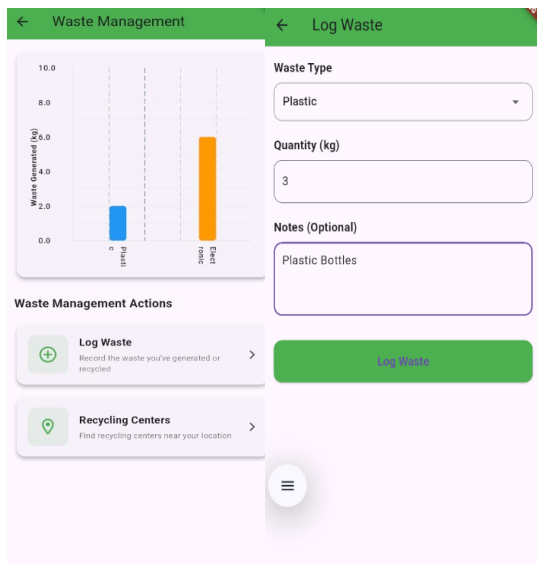 Waste Management
10.0
8.0
6.0
4.0
2.0
0.0
Waste Generated (kg)
Plasti
c
Elect
ronic
Waste Management Actions
Log Waste
Record the waste you've generated or
recycled
Recycling Centers
Find recycling centers near your location
Log Waste
Waste Type
Plastic
Quantity (kg)
3
Notes (Optional)
Plastic Bottles
Log Waste